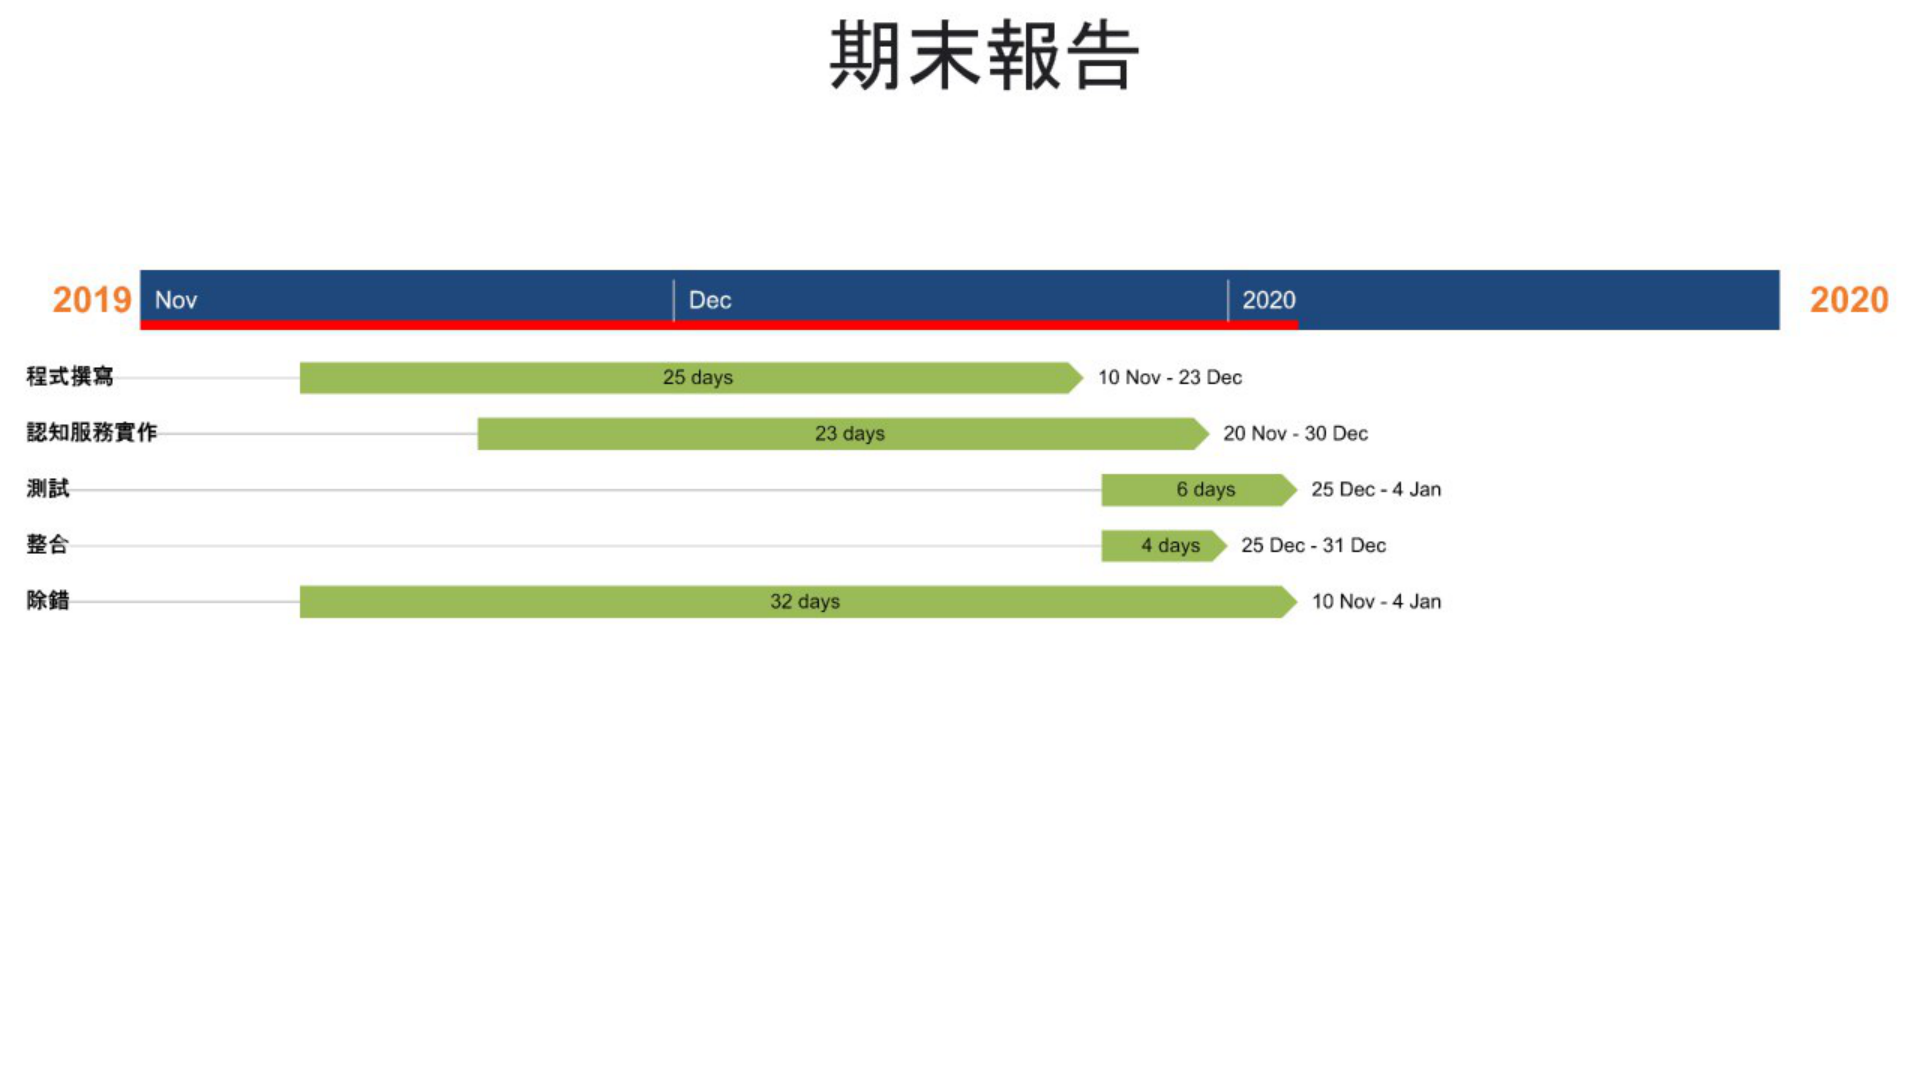 期末報告
2019 Nov Dec 2020 2020
程式撰寫 25 days 10 Nov - 23 Dec
認知服務實作 23 days 20 Nov - 30 Dec
測試 6 days 25 Dec - 4 Jan
整合 4 days 25 Dec - 31 Dec
除錯 32 days 10 Nov - 4 Jan